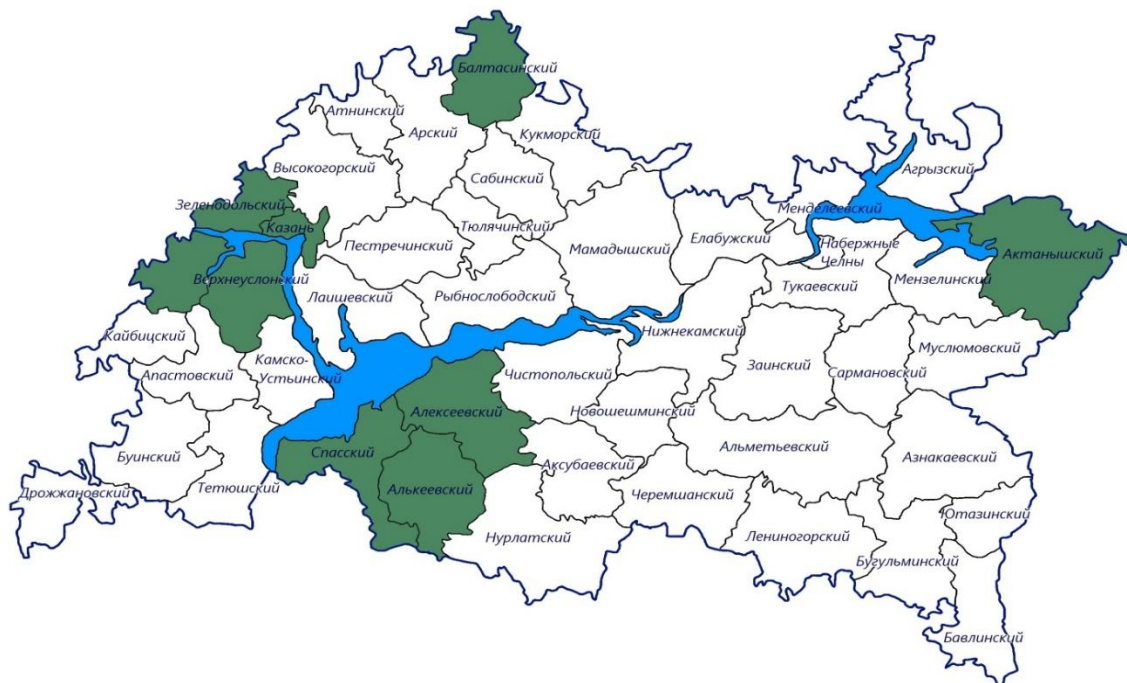 Балтасинский
Атнинский
Арский
Кукморский
Высокогорский
Сабинский
Агрызский
Зеленодольский
Казань
Тюлячинский
Менделеевский
Пестречинский
Мамадышский
Елабужский
Набережные
Челны
Актанышский
Верхнеуслонский
Лаишевский
Рыбнослободский
Тукаевский
Мензелинский
Кайбицский
Нижнекамский
Камско-
Устьинский
Апастовский
Чистопольский
Заинский
Сармановский
Муслюмовский
Алексеевский
Новошешминский
Буинский
Спасский
Аксубаевский
Альметьевский
Азнакаевский
Дрожжановский
Тетюшский
Алькеевский
Черемшанский
Ютазинский
Нурлатский
Лениногорский
Бугульминский
Бавлинский